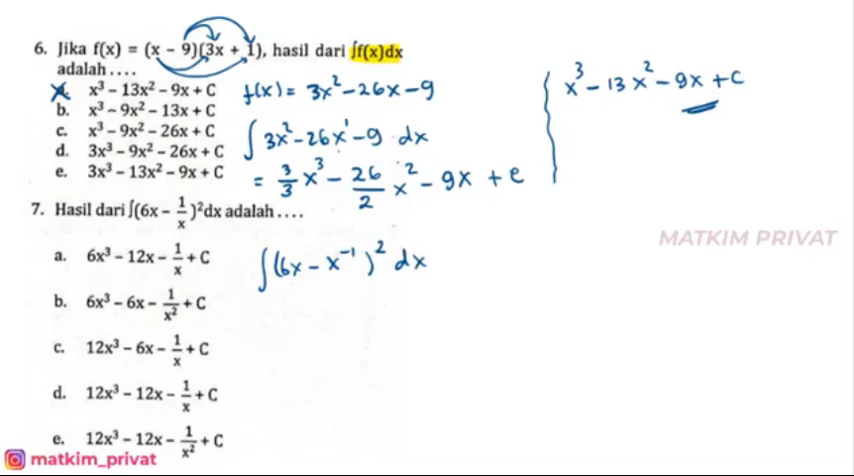 6. Jika f(x) = (x – 9)(3x + 1), hasil dari ∫f(x)dx
adalah ....
a. x³ – 13x² – 9x + C
b. x³ – 9x² – 13x + C
c. x³ – 9x² – 26x + C
d. 3x³ – 9x² – 26x + C
e. 3x³ – 13x² – 9x + C
f(x) = 3x² – 26x – 9
∫ 3x² – 26x¹ – 9 dx
= 3/3 x³ – 26/2 x² – 9x + c
x³ – 13x² – 9x + C
7. Hasil dari ∫(6x – 1/x)²dx adalah ....
a. 6x³ – 12x – 1/x + C
b. 6x³ – 6x – 1/x² + C
c. 12x³ – 6x – 1/x + C
d. 12x³ – 12x – 1/x + C
e. 12x³ – 12x – 1/x² + C
∫(6x – x⁻¹)² dx
MATKIM PRIVAT
matkim_privat